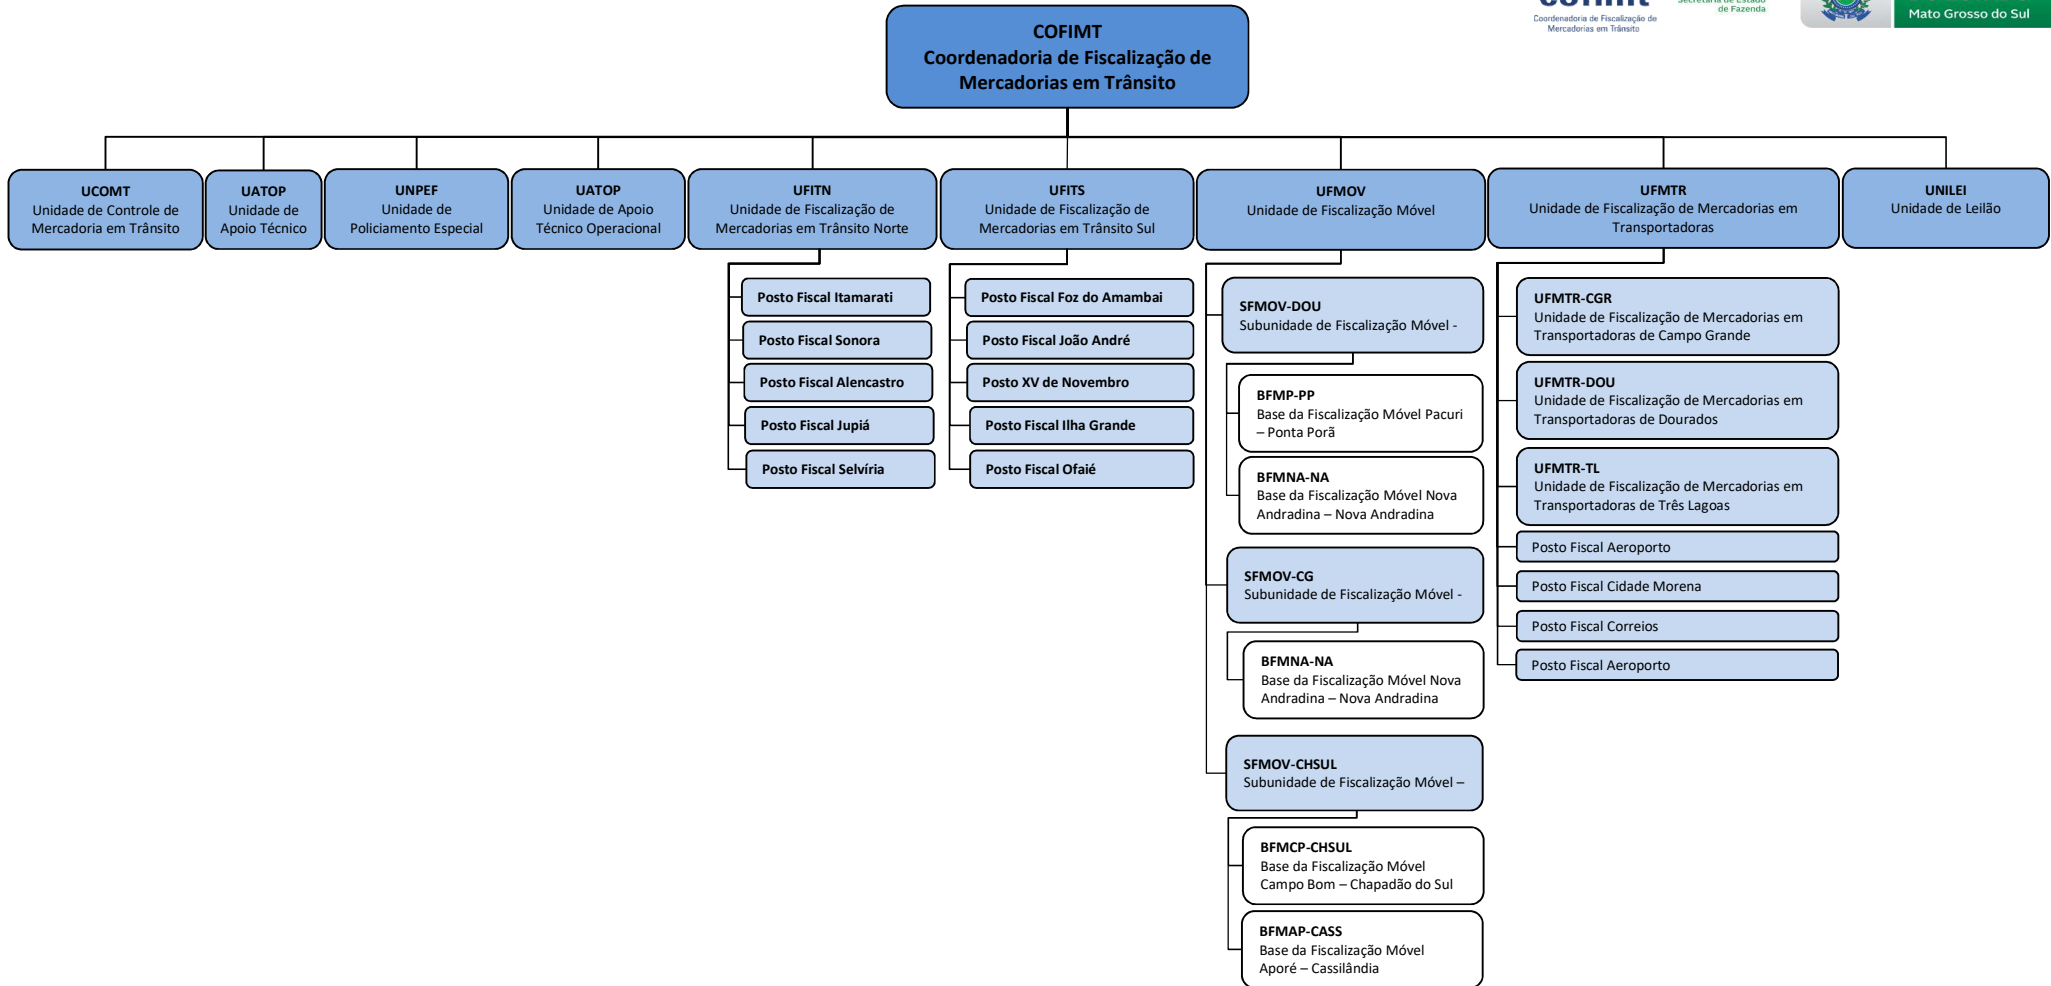 Coordenadoria de Fiscalização de
Mercadorias em Trânsito
de Fazenda
Mato Grosso do Sul
COFIMT
Coordenadoria de Fiscalização de
Mercadorias em Trânsito
UCOMT
Unidade de Controle de
Mercadoria em Trânsito
UATOP
Unidade de
Apoio Técnico
UNPEF
Unidade de
Policiamento Especial
UATOP
Unidade de Apoio
Técnico Operacional
UFITN
Unidade de Fiscalização de
Mercadorias em Trânsito Norte
UFITS
Unidade de Fiscalização de
Mercadorias em Trânsito Sul
UFMOV
Unidade de Fiscalização Móvel
UFMTR
Unidade de Fiscalização de Mercadorias em
Transportadoras
UNILEI
Unidade de Leilão
Posto Fiscal Itamarati
Posto Fiscal Sonora
Posto Fiscal Alencastro
Posto Fiscal Jupiá
Posto Fiscal Selvíria
Posto Fiscal Foz do Amambai
Posto Fiscal João André
Posto XV de Novembro
Posto Fiscal Ilha Grande
Posto Fiscal Ofaié
SFMOV-DOU
Subunidade de Fiscalização Móvel -
BFMP-PP
Base da Fiscalização Móvel Pacuri
– Ponta Porã
BFMNA-NA
Base da Fiscalização Móvel Nova
Andradina – Nova Andradina
SFMOV-CG
Subunidade de Fiscalização Móvel -
BFMNA-NA
Base da Fiscalização Móvel Nova
Andradina – Nova Andradina
SFMOV-CHSUL
Subunidade de Fiscalização Móvel –
BFMCP-CHSUL
Base da Fiscalização Móvel
Campo Bom – Chapadão do Sul
BFMAP-CASS
Base da Fiscalização Móvel
Aporé – Cassilândia
UFMTR-CGR
Unidade de Fiscalização de Mercadorias em
Transportadoras de Campo Grande
UFMTR-DOU
Unidade de Fiscalização de Mercadorias em
Transportadoras de Dourados
UFMTR-TL
Unidade de Fiscalização de Mercadorias em
Transportadoras de Três Lagoas
Posto Fiscal Aeroporto
Posto Fiscal Cidade Morena
Posto Fiscal Correios
Posto Fiscal Aeroporto